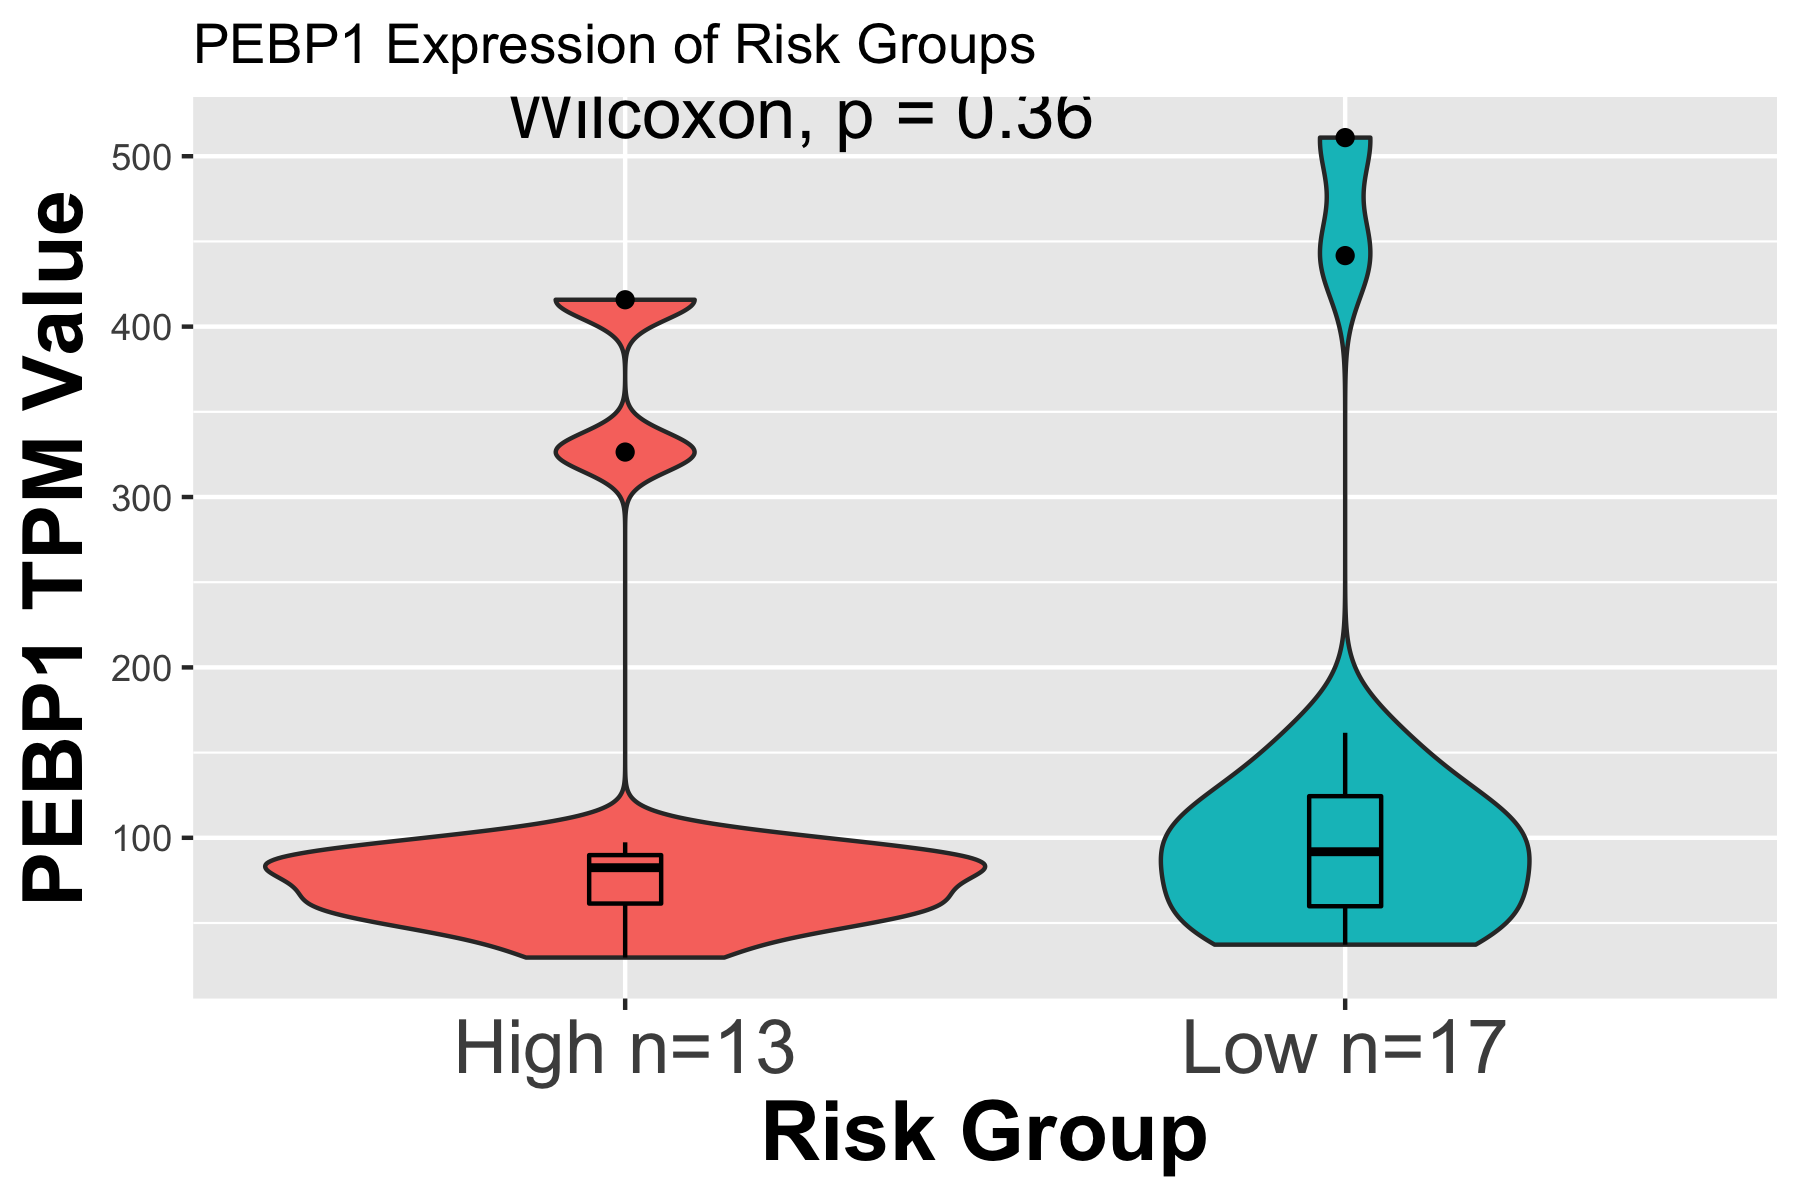 PEBP1 Expression of Risk Groups
Wilcoxon, p = 0.36
PEBP1 TPM Value
500
400
300
200
100
High n=13
Low n=17
Risk Group